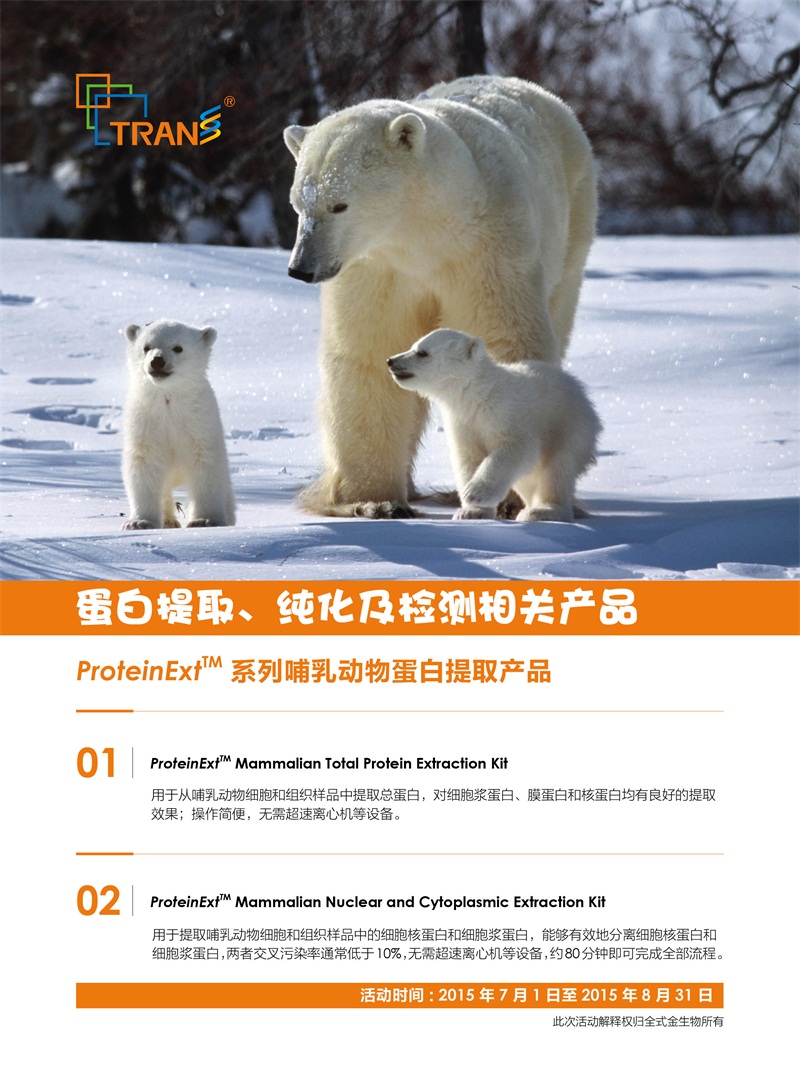 TRANS®
蛋白提取、纯化及检测相关产品
ProteinExt™ 系列哺乳动物蛋白提取产品
01
ProteinExt™ Mammalian Total Protein Extraction Kit
用于从哺乳动物细胞和组织样品中提取总蛋白，对细胞浆蛋白、膜蛋白和核蛋白均有良好的提取
效果；操作简便，无需超速离心机等设备。
02
ProteinExt™ Mammalian Nuclear and Cytoplasmic Extraction Kit
用于提取哺乳动物细胞和组织样品中的细胞核蛋白和细胞浆蛋白，能够有效地分离细胞核蛋白和
细胞浆蛋白，两者交叉污染率通常低于10%，无需超速离心机等设备，约80分钟即可完成全部流程。
活动时间：2015 年 7 月 1 日至 2015 年 8 月 31 日
此次活动解释权归全式金生物所有